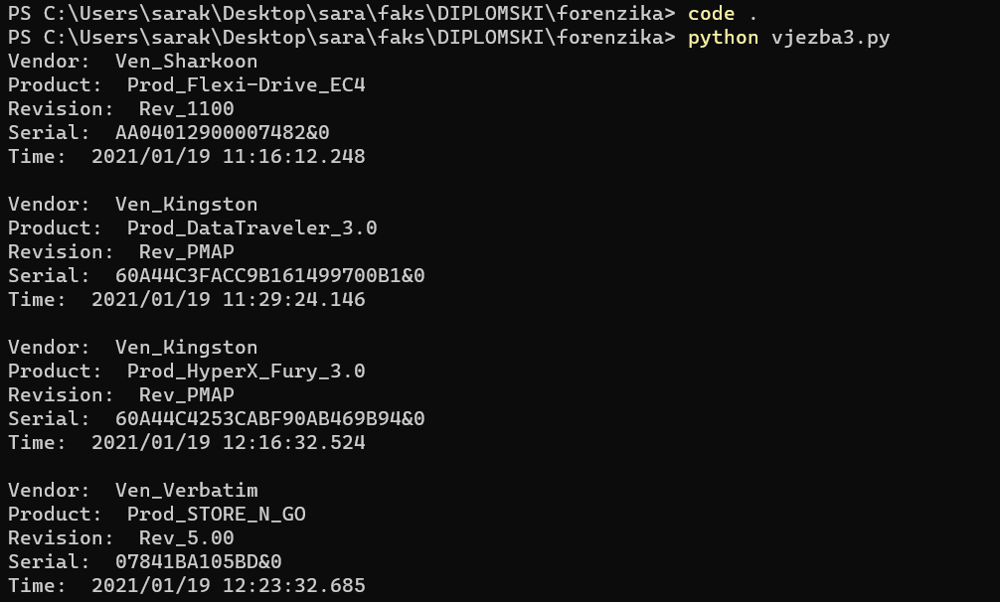 PS C:\Users\sarak\Desktop\sara\faks\DIPLOMSKI\forenzika> code .
PS C:\Users\sarak\Desktop\sara\faks\DIPLOMSKI\forenzika> python vjezba3.py
Vendor:  Ven_Sharkoon
Product:  Prod_Flexi-Drive_EC4
Revision:  Rev_1100
Serial:  AA04012900007482&0
Time:  2021/01/19 11:16:12.248

Vendor:  Ven_Kingston
Product:  Prod_DataTraveler_3.0
Revision:  Rev_PMAP
Serial:  60A44C3FACC9B161499700B1&0
Time:  2021/01/19 11:29:24.146

Vendor:  Ven_Kingston
Product:  Prod_HyperX_Fury_3.0
Revision:  Rev_PMAP
Serial:  60A44C4253CABF90AB469B94&0
Time:  2021/01/19 12:16:32.524

Vendor:  Ven_Verbatim
Product:  Prod_STORE_N_GO
Revision:  Rev_5.00
Serial:  07841BA105BD&0
Time:  2021/01/19 12:23:32.685